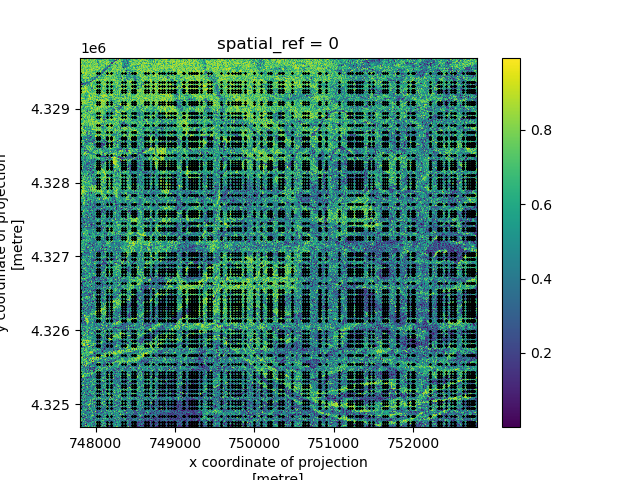 spatial_ref = 0
1e6
4.329
4.328
4.327
4.326
4.325
y coordinate of projection
[metre]
748000 749000 750000 751000 752000
x coordinate of projection
[metre]
0.8
0.6
0.4
0.2